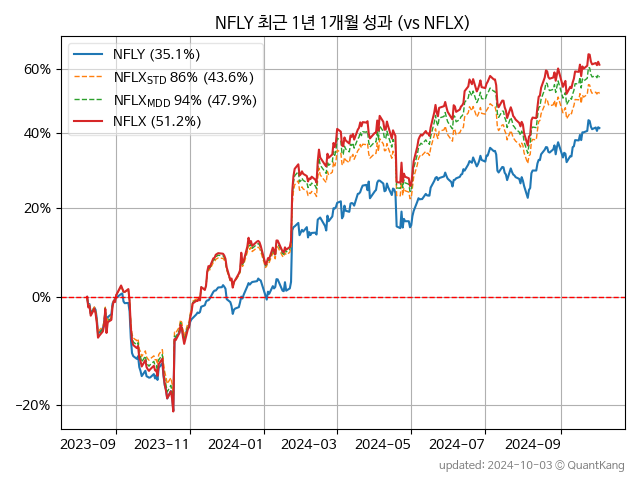 NFLY 최근 1년 1개월 성과 (vs NFLX)
NFLY (35.1%)
NFLX_STD 86% (43.6%)
NFLX_MDD 94% (47.9%)
NFLX (51.2%)
60%
40%
20%
0%
−20%
2023-09 2023-11 2024-01 2024-03 2024-05 2024-07 2024-09
updated: 2024-10-03 © QuantKang